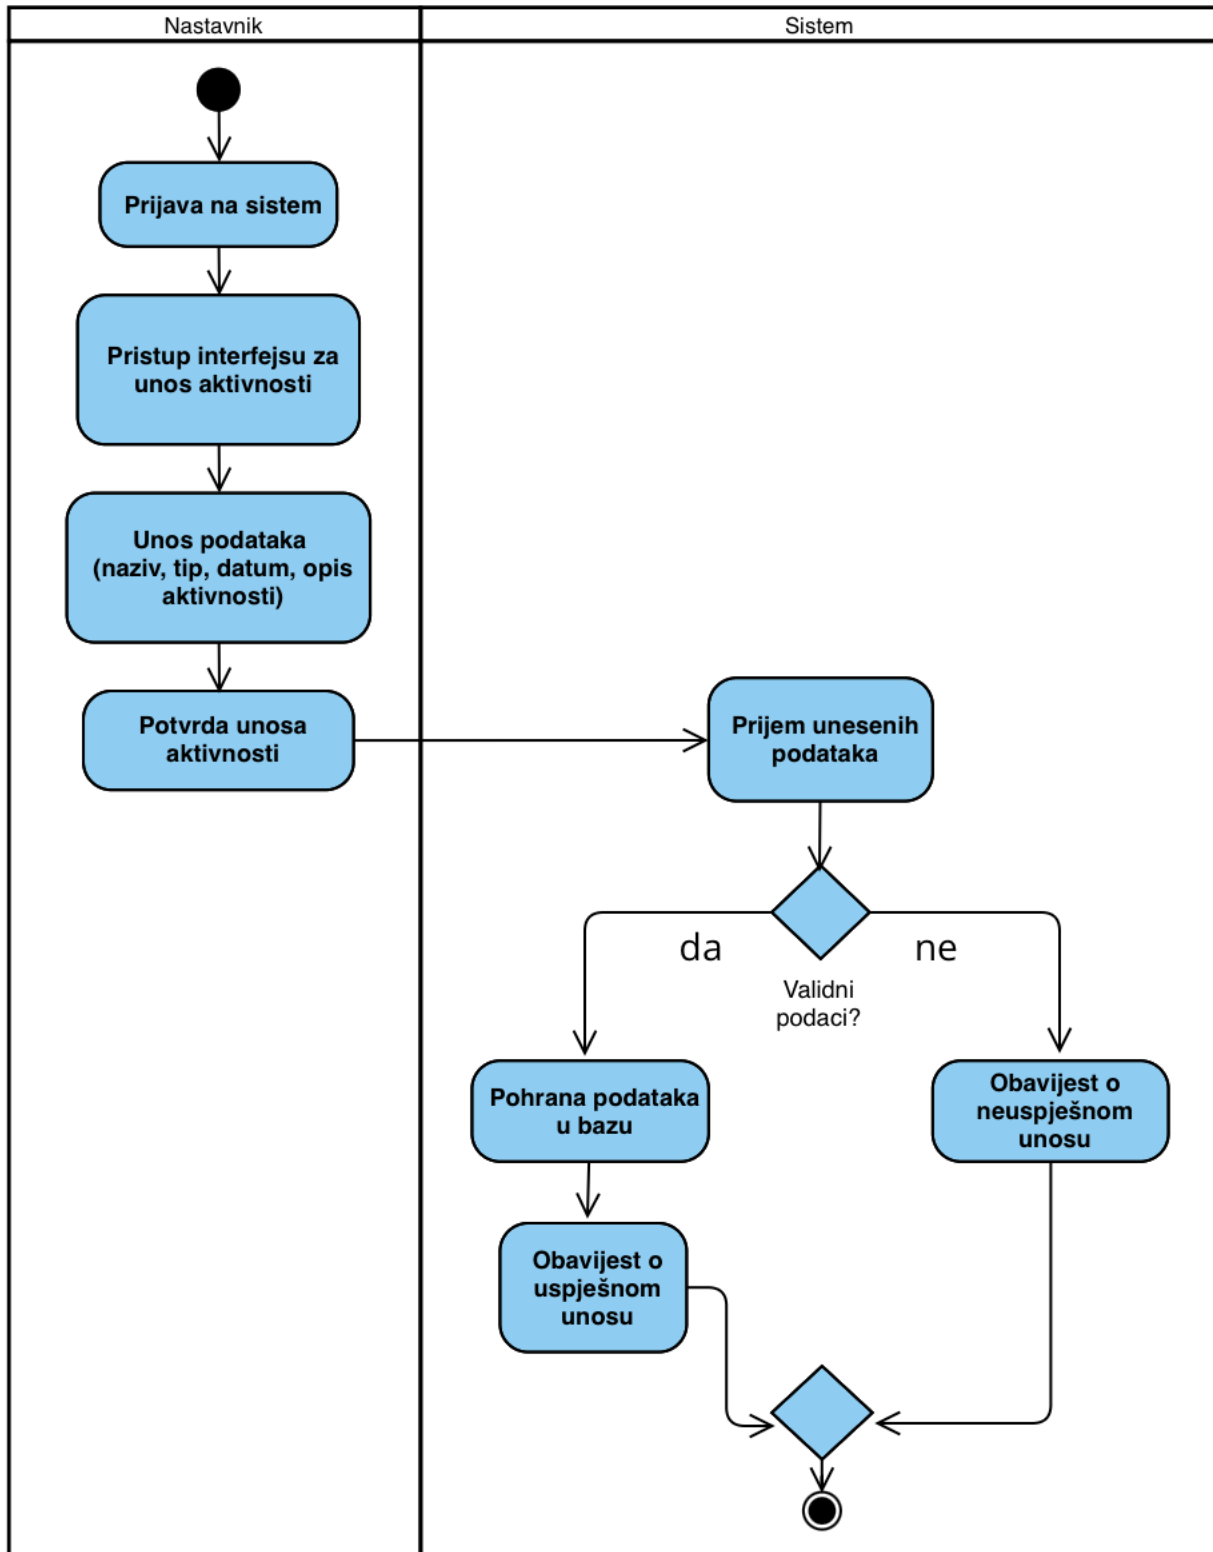 Nastavnik
Sistem
Prijava na sistem
Pristup interfejsu za
unos aktivnosti
Unos podataka
(naziv, tip, datum, opis
aktivnosti)
Potvrda unosa
aktivnosti
Prijem unesenih
podataka
da
ne
Validni
podaci?
Pohrana podataka
u bazu
Obavijest o
neuspješnom
unosu
Obavijest o
uspješnom
unosu